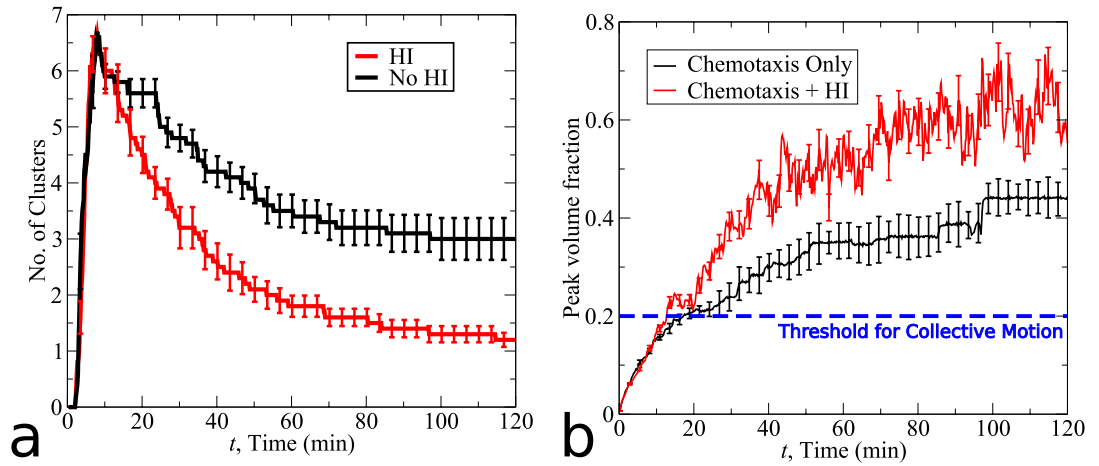 7
6
5
4
3
2
1
0
No. of Clusters
HI
No HI
0 20 40 60 80 100 120
t, Time (min)
a
0.8
0.6
0.4
0.2
0
Peak volume fraction
Chemotaxis Only
Chemotaxis + HI
Threshold for Collective Motion
0 20 40 60 80 100 120
t, Time (min)
b